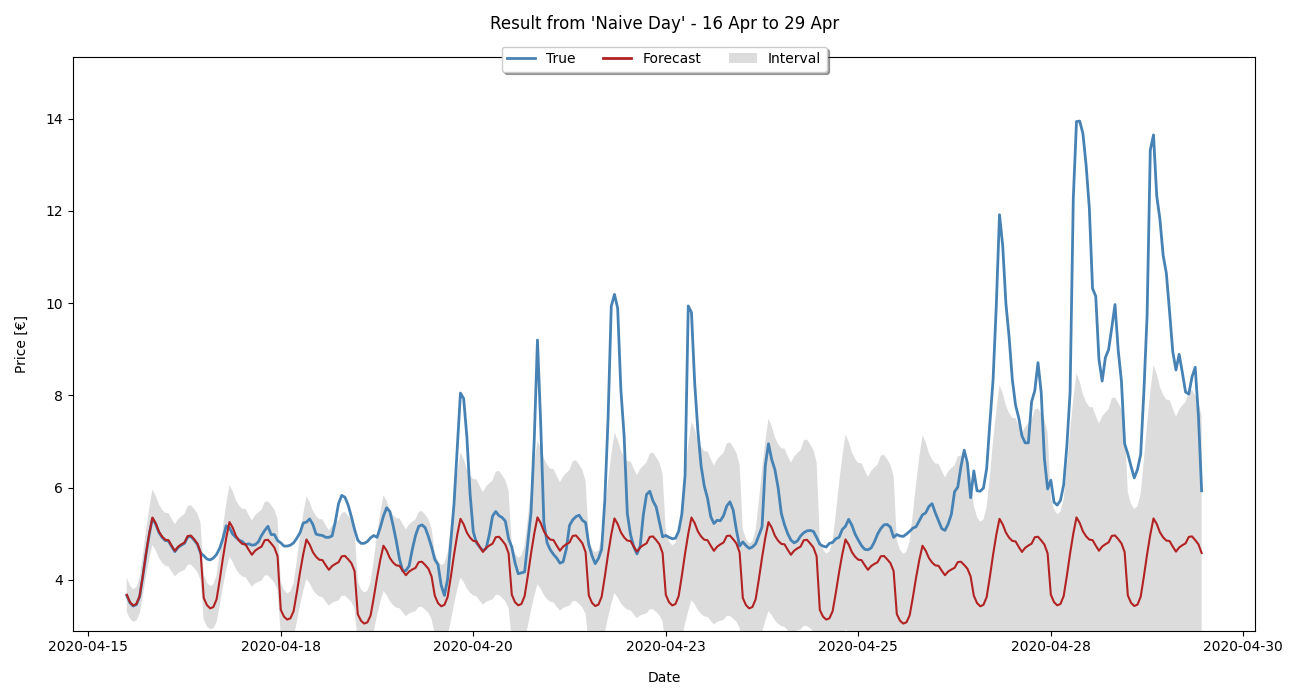 Result from 'Naive Day' - 16 Apr to 29 Apr
True Forecast Interval
14
12
10
8
6
4
Price [€]
2020-04-15 2020-04-18 2020-04-20 2020-04-23 2020-04-25 2020-04-28 2020-04-30
Date